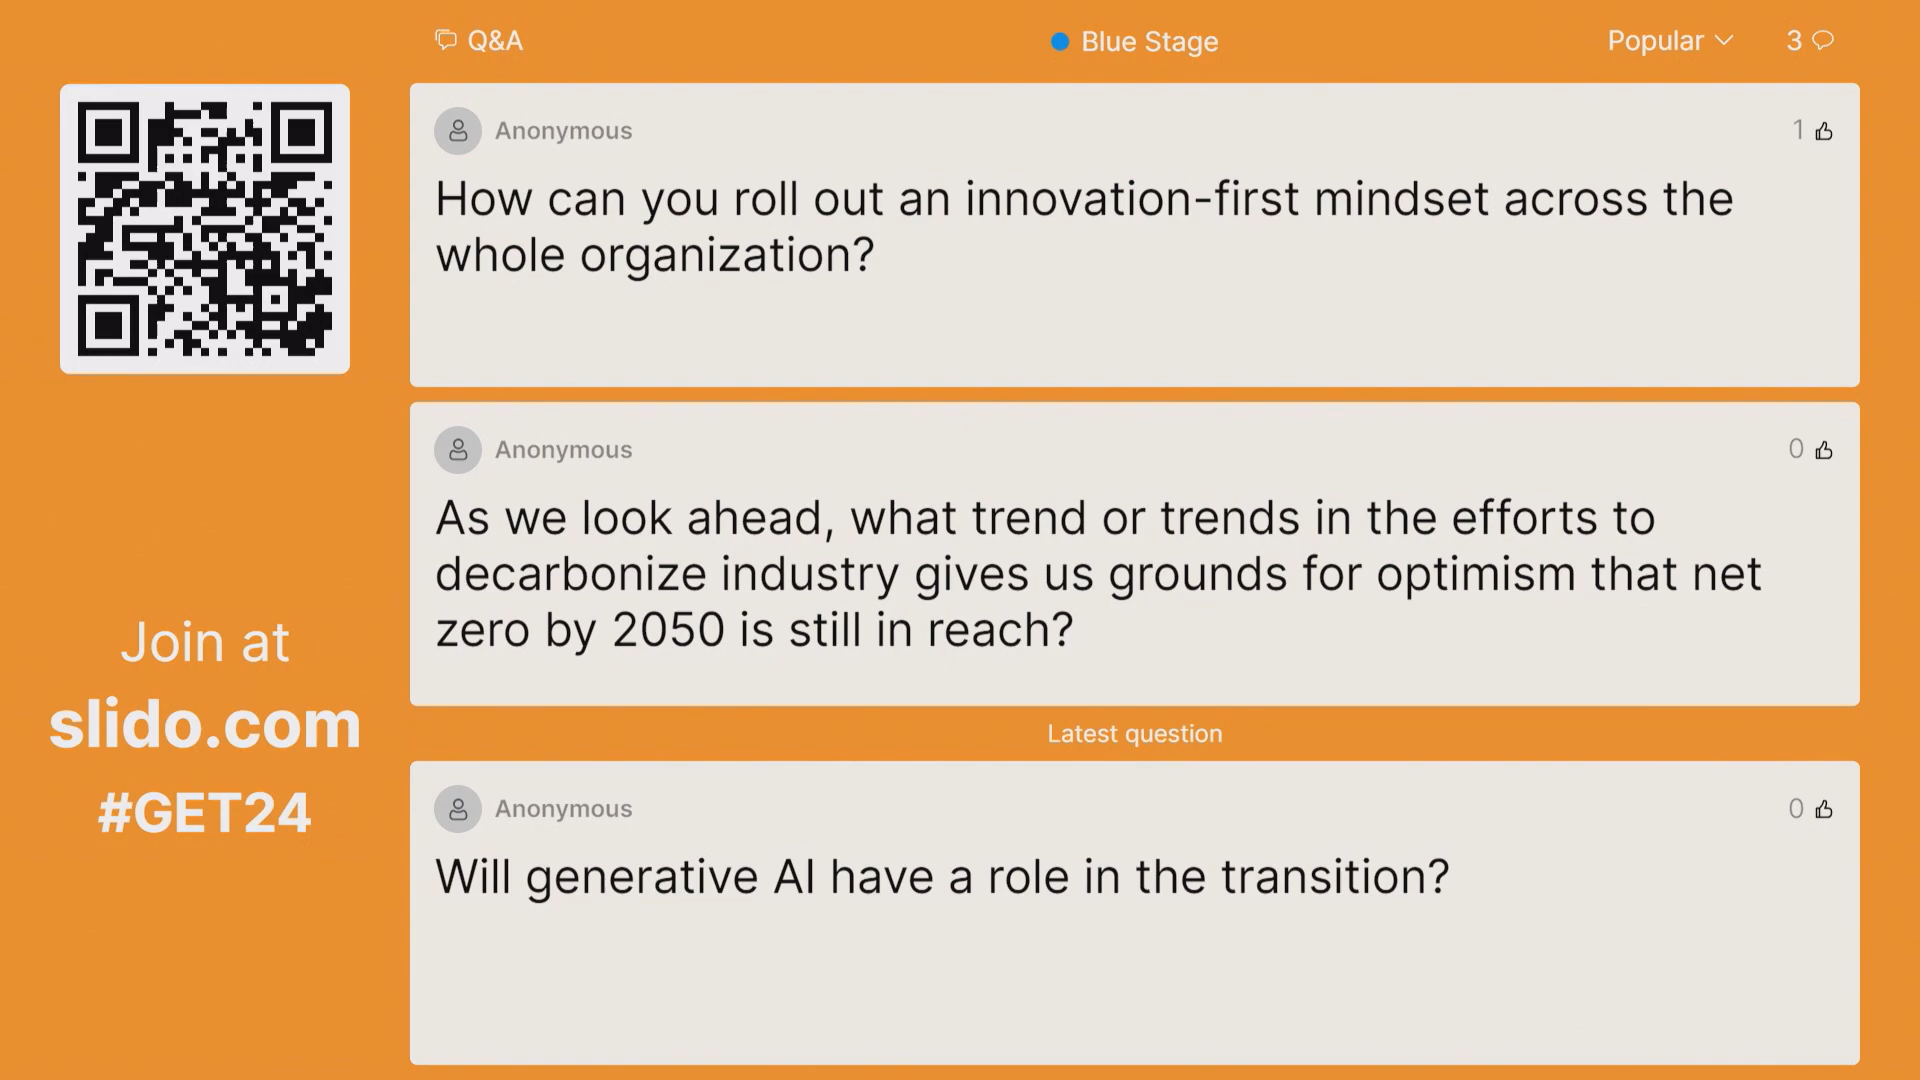 Q&A
Blue Stage
Popular
3
Anonymous
1
How can you roll out an innovation-first mindset across the
whole organization?
Anonymous
0
As we look ahead, what trend or trends in the efforts to
decarbonize industry gives us grounds for optimism that net
zero by 2050 is still in reach?
Latest question
Anonymous
0
Will generative AI have a role in the transition?
Join at
slido.com
#GET24